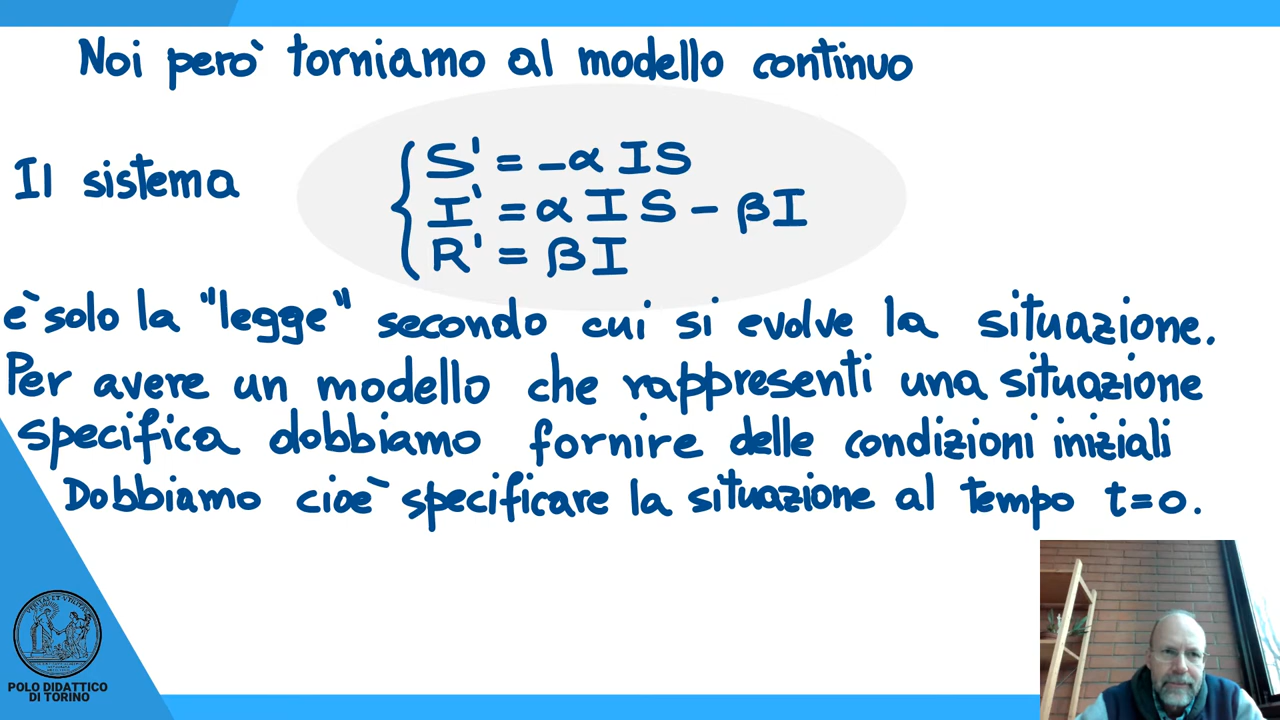 Noi però torniamo al modello continuo
Il sistema
S' = -α I S
I' = α I S - β I
R' = β I
è solo la "legge" secondo cui si evolve la situazione.
Per avere un modello che rappresenti una situazione
specifica dobbiamo fornire delle condizioni iniziali
Dobbiamo cioè specificare la situazione al tempo t=0.
POLO DIDATTICO
DI TORINO